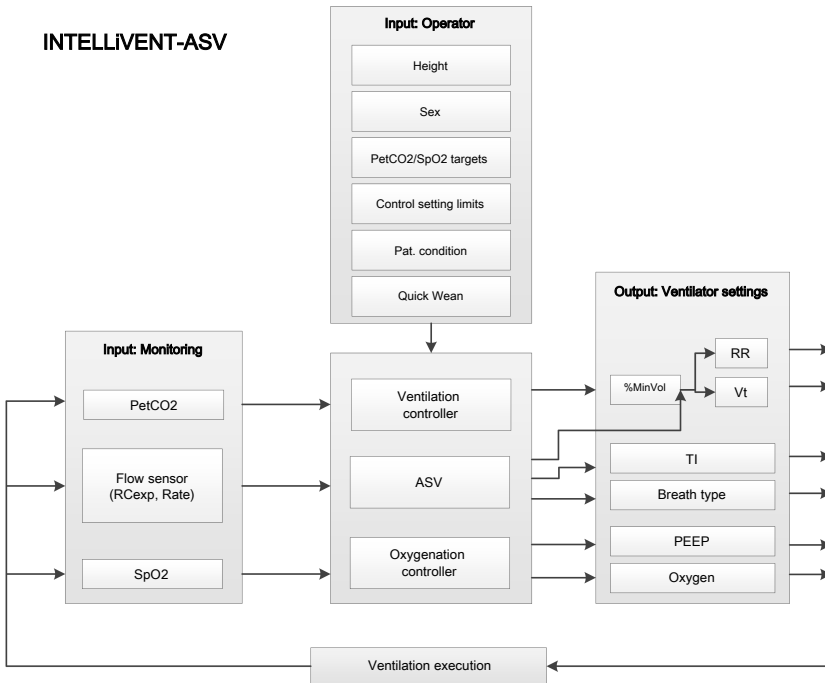 INTELLiVENT-ASV
Input: Operator
Height
Sex
PetCO2/SpO2 targets
Control setting limits
Pat. condition
Quick Wean
Input: Monitoring
PetCO2
Flow sensor
(RCexp, Rate)
SpO2
Ventilation
controller
ASV
Oxygenation
controller
Output: Ventilator settings
%MinVol
RR
Vt
TI
Breath type
PEEP
Oxygen
Ventilation execution